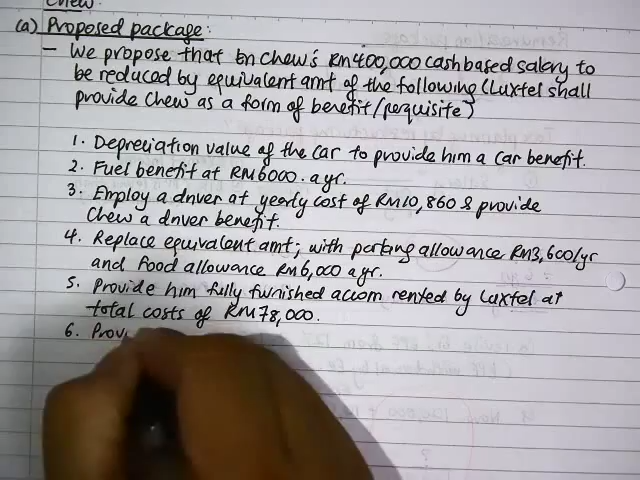 Chew.
(a) Proposed package:
- We propose that En Chew's RM400,000 cash based salary to
be reduced by equivalent amt of the following (Luxtel shall
provide Chew as a form of benefit/perquisite)
1. Depreciation value of the car to provide him a car benefit.
2. Fuel benefit at RM6000. a yr.
3. Employ a driver at yearly cost of RM10,860 & provide
Chew a driver benefit.
4. Replace equivalent amt; with parking allowance RM3,600/yr
and food allowance RM6,000 a yr.
5. Provide him fully furnished accom rented by Luxtel at
total costs of RM78,000.
6. Prov